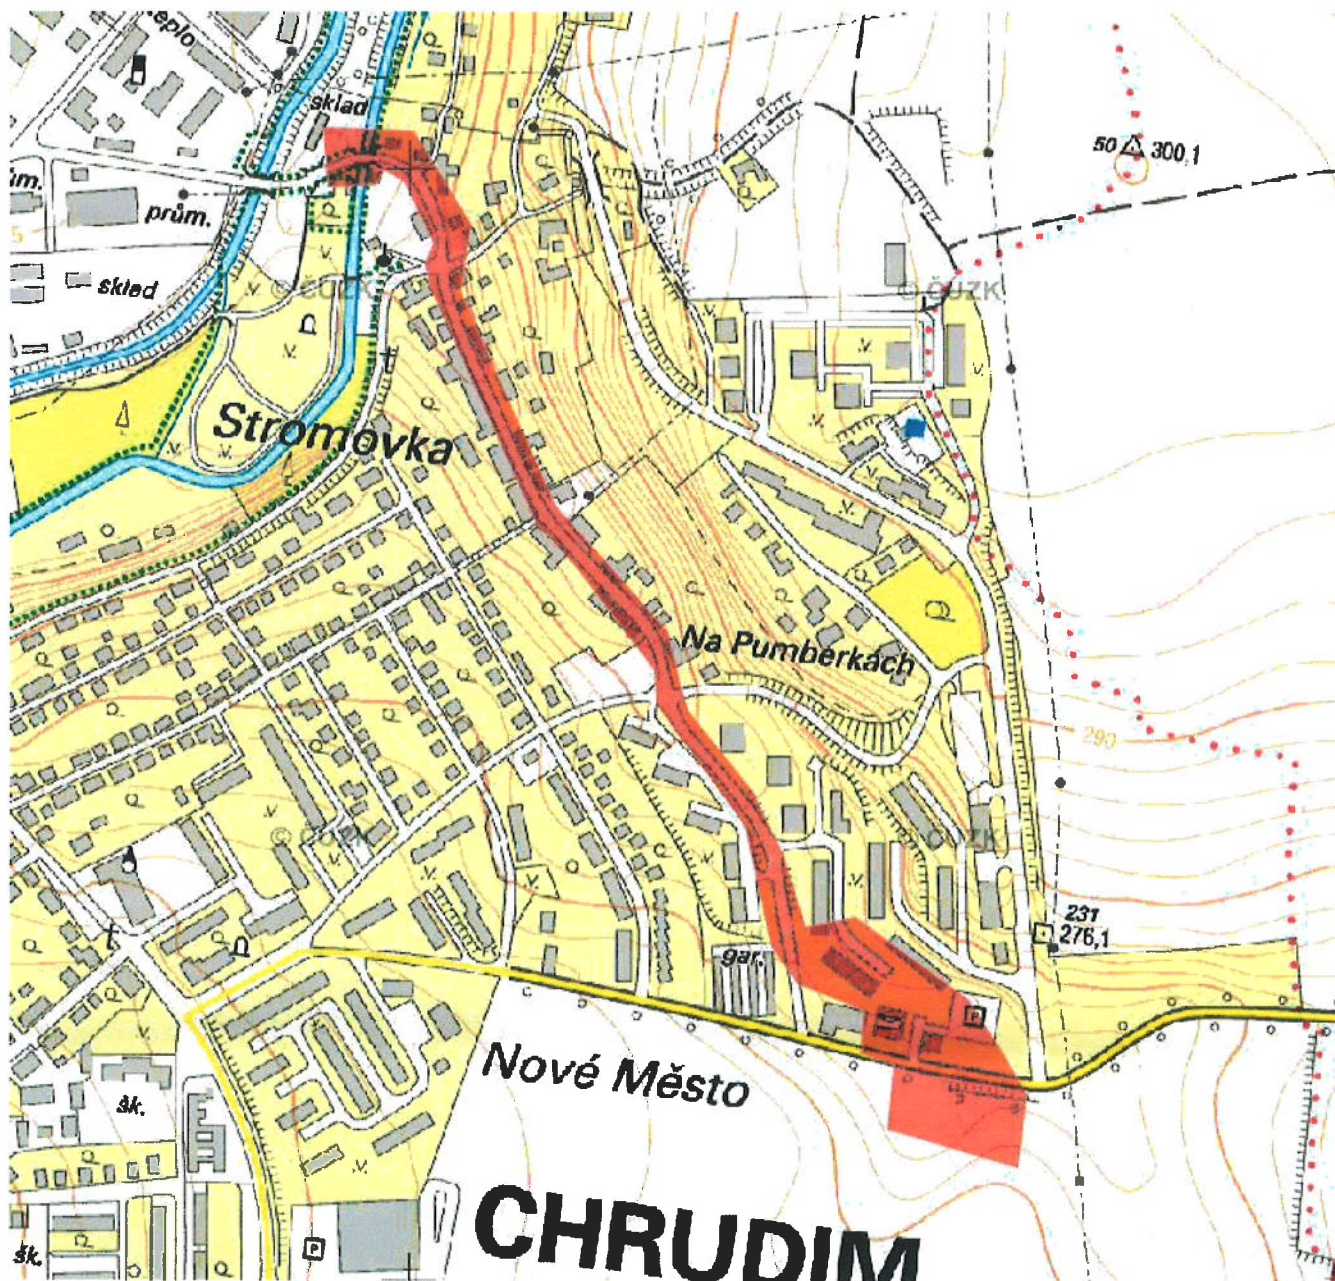 teplo
sklad
50 300,1
prům.
© ČÚZK
© ČÚZK
sklad
Stromovka
Na Pumberkách
290
© ČÚZK
ČÚZK
231
276,1
gar.
P
Nové Město
šk.
CHRUDIM
P
šk.